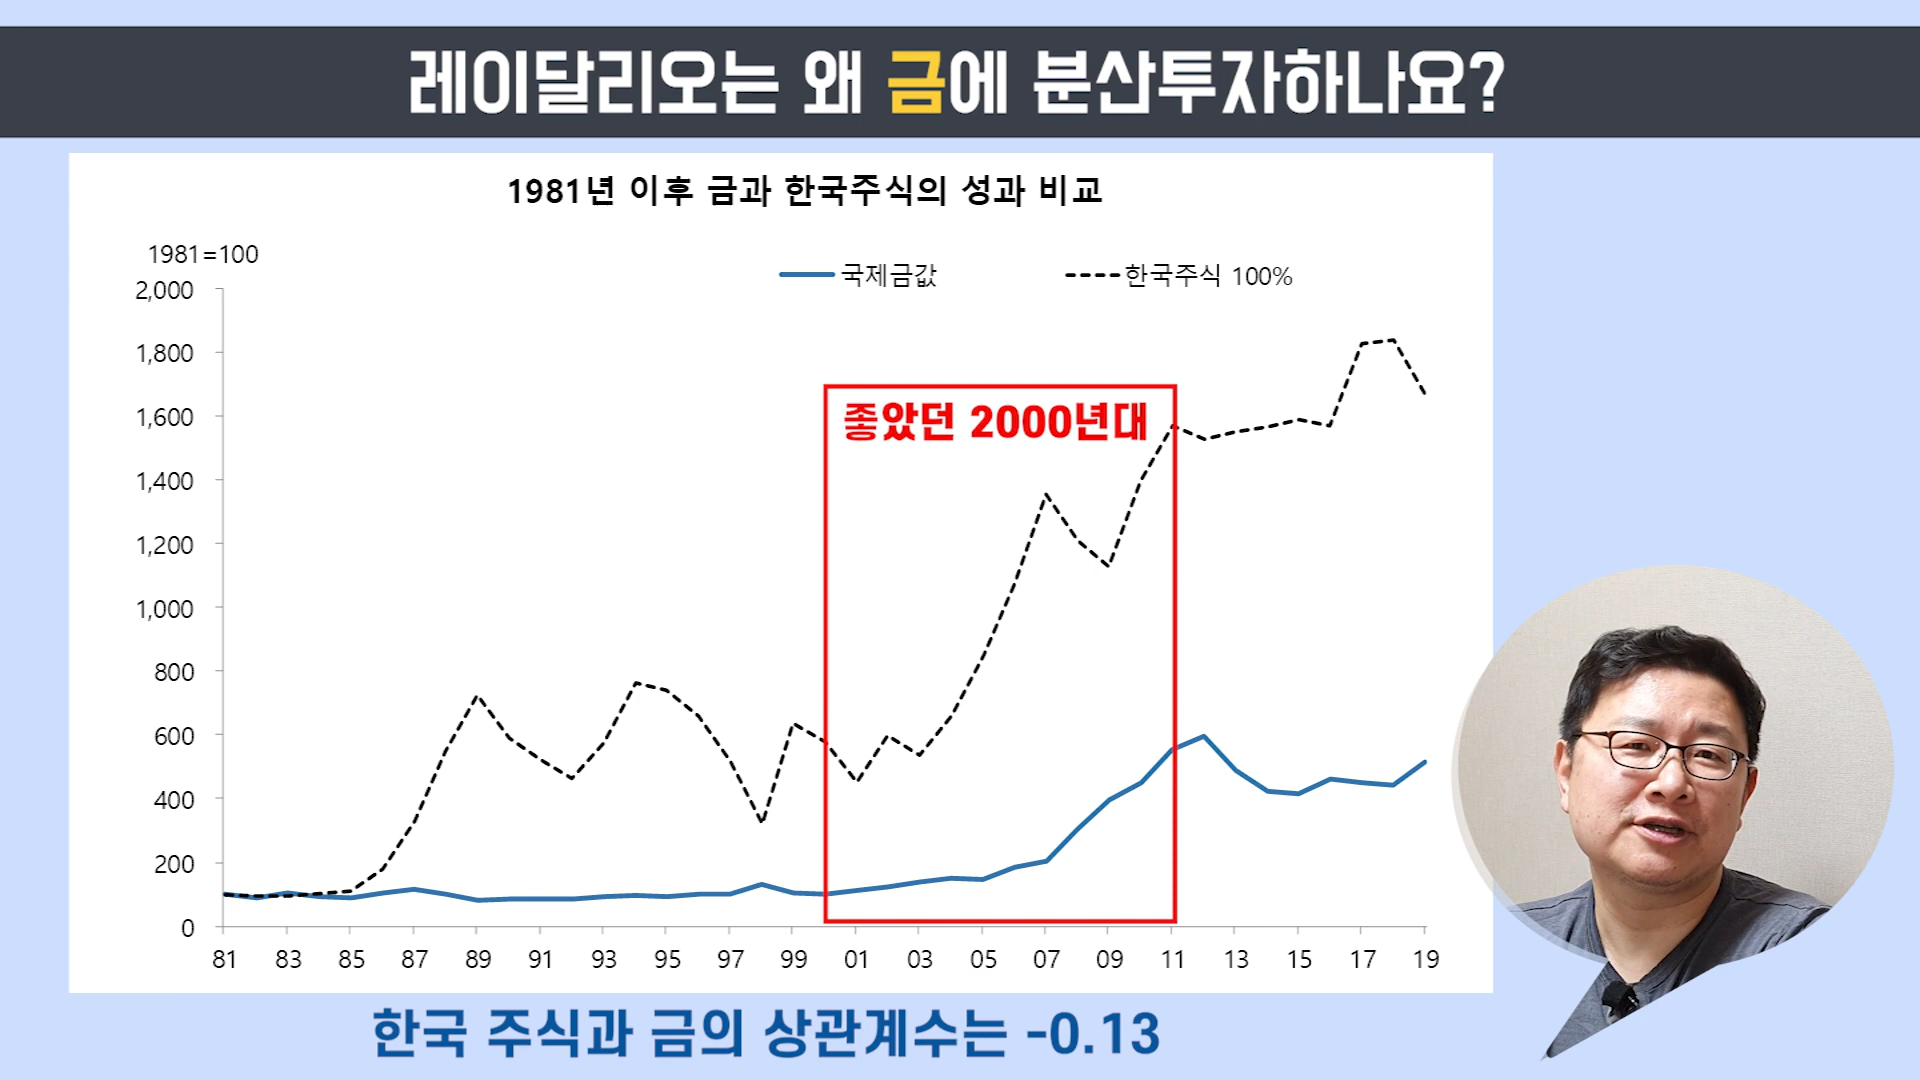 레이달리오는 왜 금에 분산투자하나요?
1981년 이후 금과 한국주식의 성과 비교
1981=100
국제금값 한국주식 100%
2,000
1,800
1,600
1,400
1,200
1,000
800
600
400
200
0
좋았던 2000년대
81 83 85 87 89 91 93 95 97 99 01 03 05 07 09 11 13 15 17 19
한국 주식과 금의 상관계수는 -0.13